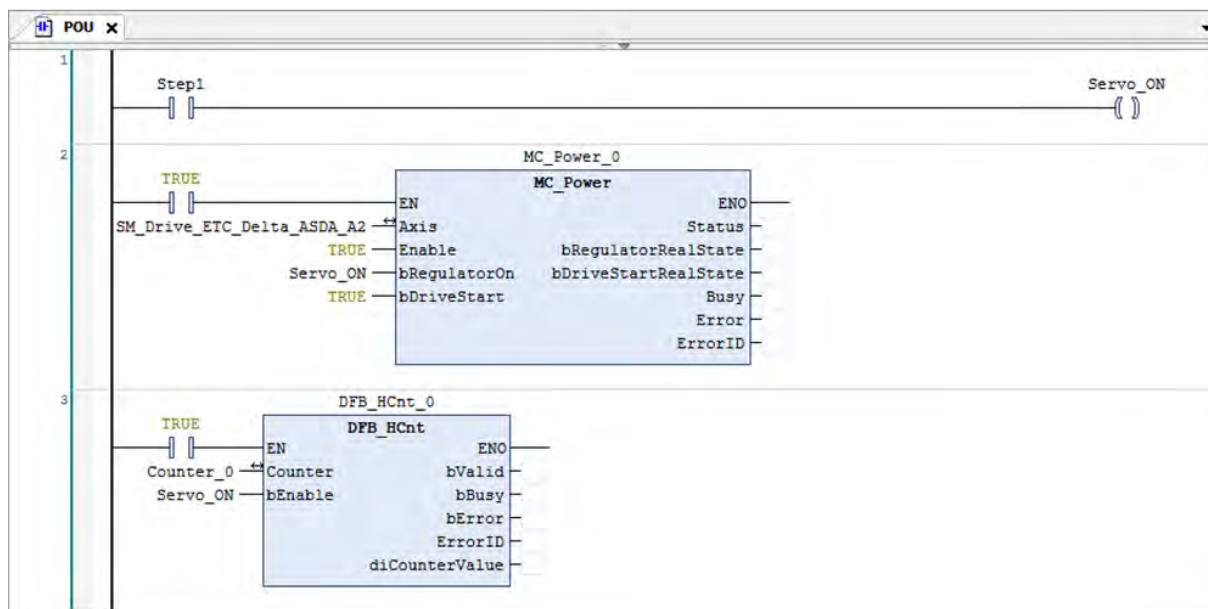 POU
1
Step1
Servo_ON
2
MC_Power_0
TRUE
MC_Power
EN
ENO
SM_Drive_ETC_Delta_ASDA_A2
Axis
Status
TRUE
Enable
bRegulatorRealState
Servo_ON
bRegulatorOn
bDriveStartRealState
TRUE
bDriveStart
Busy
Error
ErrorID
3
DFB_HCnt_0
TRUE
DFB_HCnt
EN
ENO
Counter_0
Counter
bValid
Servo_ON
bEnable
bBusy
bError
ErrorID
diCounterValue